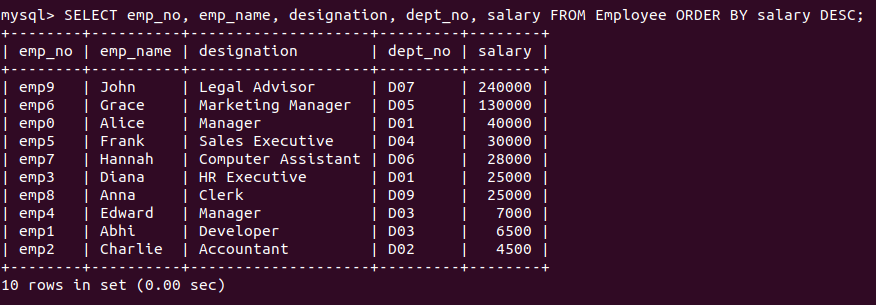 mysql> SELECT emp_no, emp_name, designation, dept_no, salary FROM Employee ORDER BY salary DESC;
+--------+----------+--------------------+---------+--------+
| emp_no | emp_name | designation        | dept_no | salary |
+--------+----------+--------------------+---------+--------+
| emp9   | John     | Legal Advisor      | D07     | 240000 |
| emp6   | Grace    | Marketing Manager  | D05     | 130000 |
| emp0   | Alice    | Manager            | D01     |  40000 |
| emp5   | Frank    | Sales Executive    | D04     |  30000 |
| emp7   | Hannah   | Computer Assistant | D06     |  28000 |
| emp3   | Diana    | HR Executive       | D01     |  25000 |
| emp8   | Anna     | Clerk              | D09     |  25000 |
| emp4   | Edward   | Manager            | D03     |   7000 |
| emp1   | Abhi     | Developer          | D03     |   6500 |
| emp2   | Charlie  | Accountant         | D02     |   4500 |
+--------+----------+--------------------+---------+--------+
10 rows in set (0.00 sec)